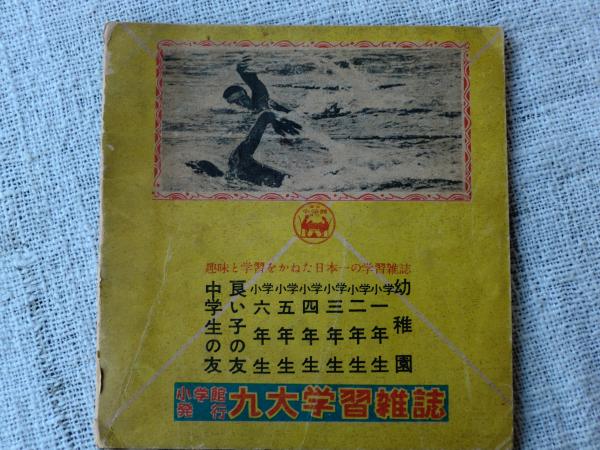 小学館
趣味と学習をかねた日本一の学習雑誌
幼稚園
小学一年生
小学二年生
小学三年生
小学四年生
小学五年生
小学六年生
良い子の友
中学生の友
小学館発行 九大学習雑誌